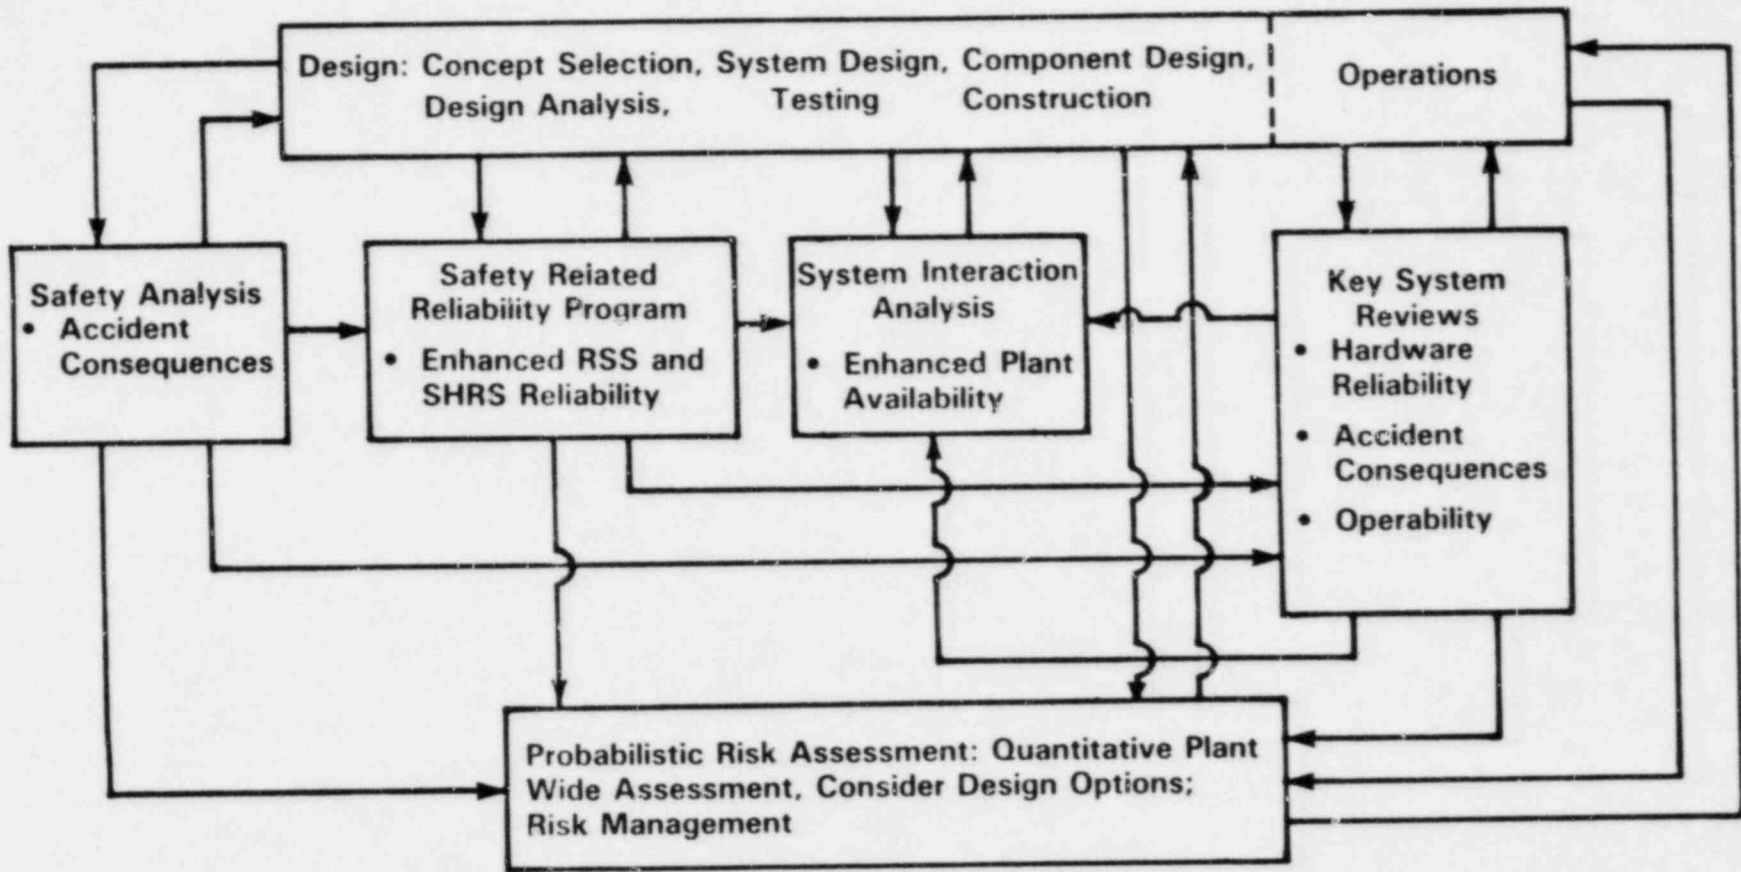 Design: Concept Selection, System Design, Component Design,
Design Analysis, Testing Construction
Operations
Safety Analysis
• Accident
Consequences
Safety Related
Reliability Program
• Enhanced RSS and
SHRS Reliability
System Interaction
Analysis
• Enhanced Plant
Availability
Key System
Reviews
• Hardware
Reliability
• Accident
Consequences
• Operability
Probabilistic Risk Assessment: Quantitative Plant
Wide Assessment, Consider Design Options;
Risk Management